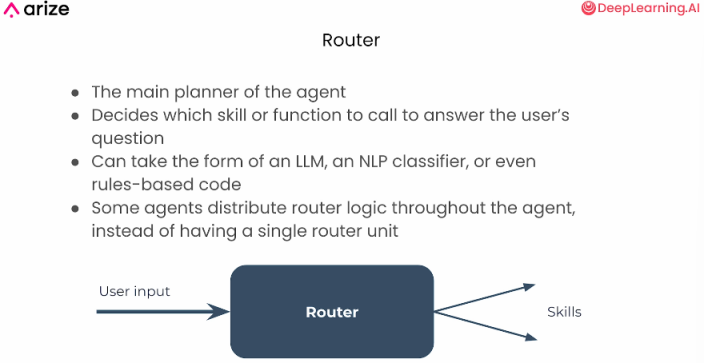 arize
DeepLearning.AI
Router
● The main planner of the agent
● Decides which skill or function to call to answer the user's
question
● Can take the form of an LLM, an NLP classifier, or even
rules-based code
● Some agents distribute router logic throughout the agent,
instead of having a single router unit
User input
Router
Skills